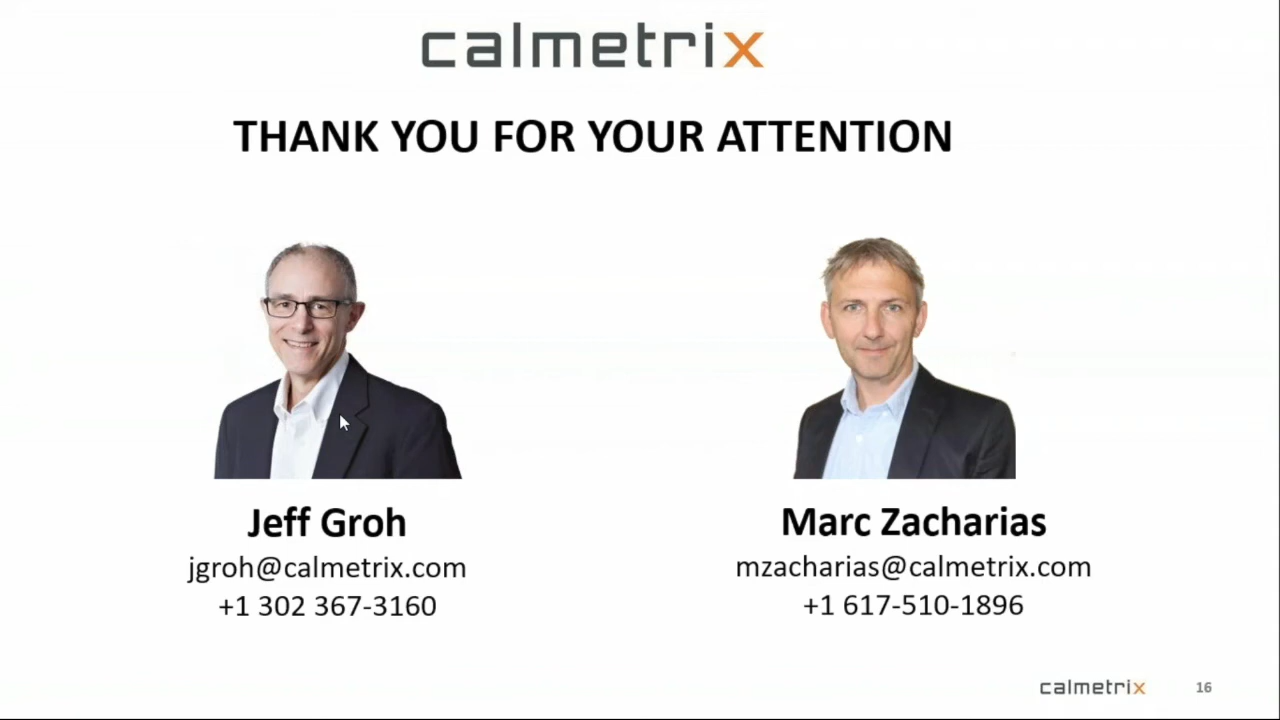 calmetrix
THANK YOU FOR YOUR ATTENTION
Jeff Groh
jgroh@calmetrix.com
+1 302 367-3160
Marc Zacharias
mzacharias@calmetrix.com
+1 617-510-1896
calmetrix 16